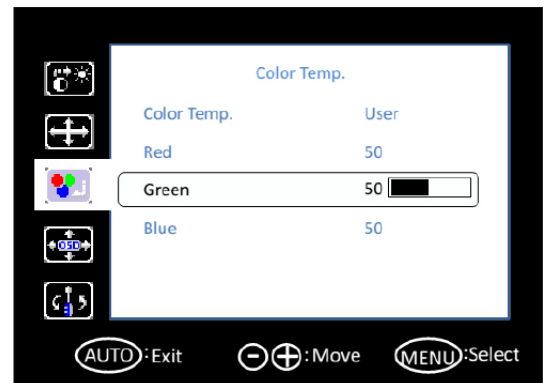 Color Temp.
Color Temp. User
Red 50
Green 50
Blue 50
OSD
AUTO :Exit - + :Move MENU :Select